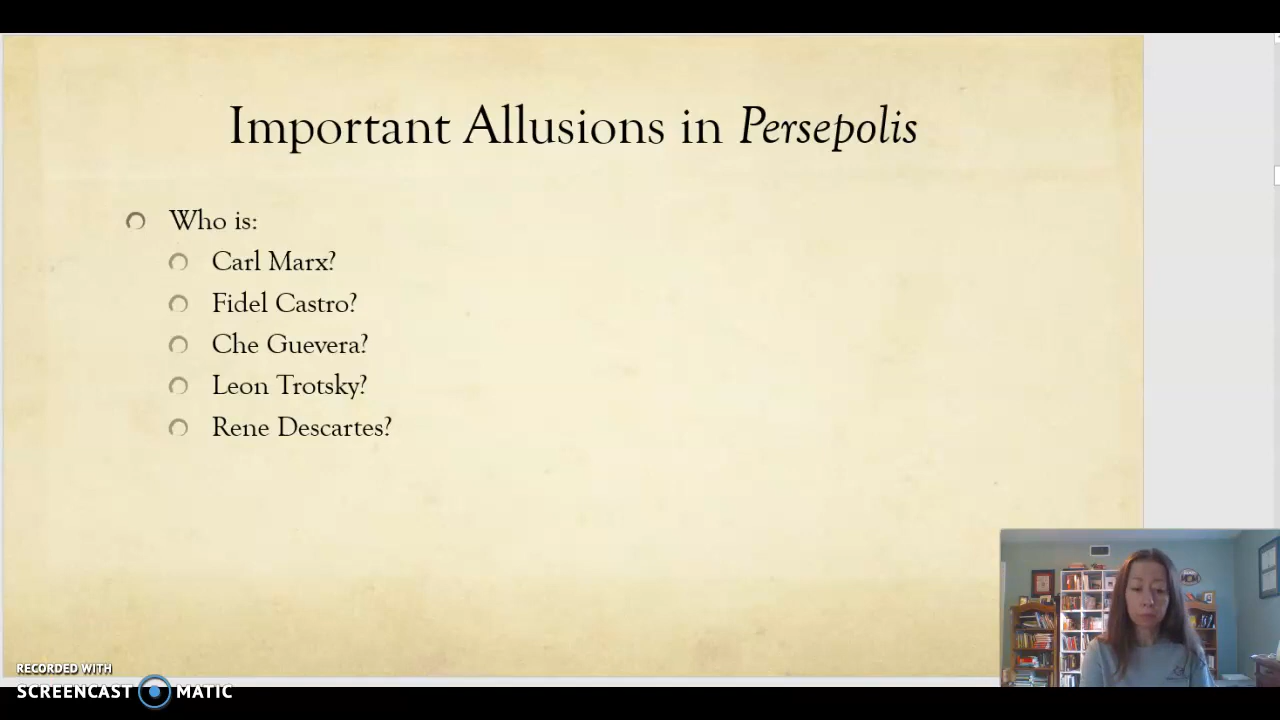 Important Allusions in Persepolis
Who is:
Carl Marx?
Fidel Castro?
Che Guevera?
Leon Trotsky?
Rene Descartes?
RECORDED WITH
SCREENCAST MATIC